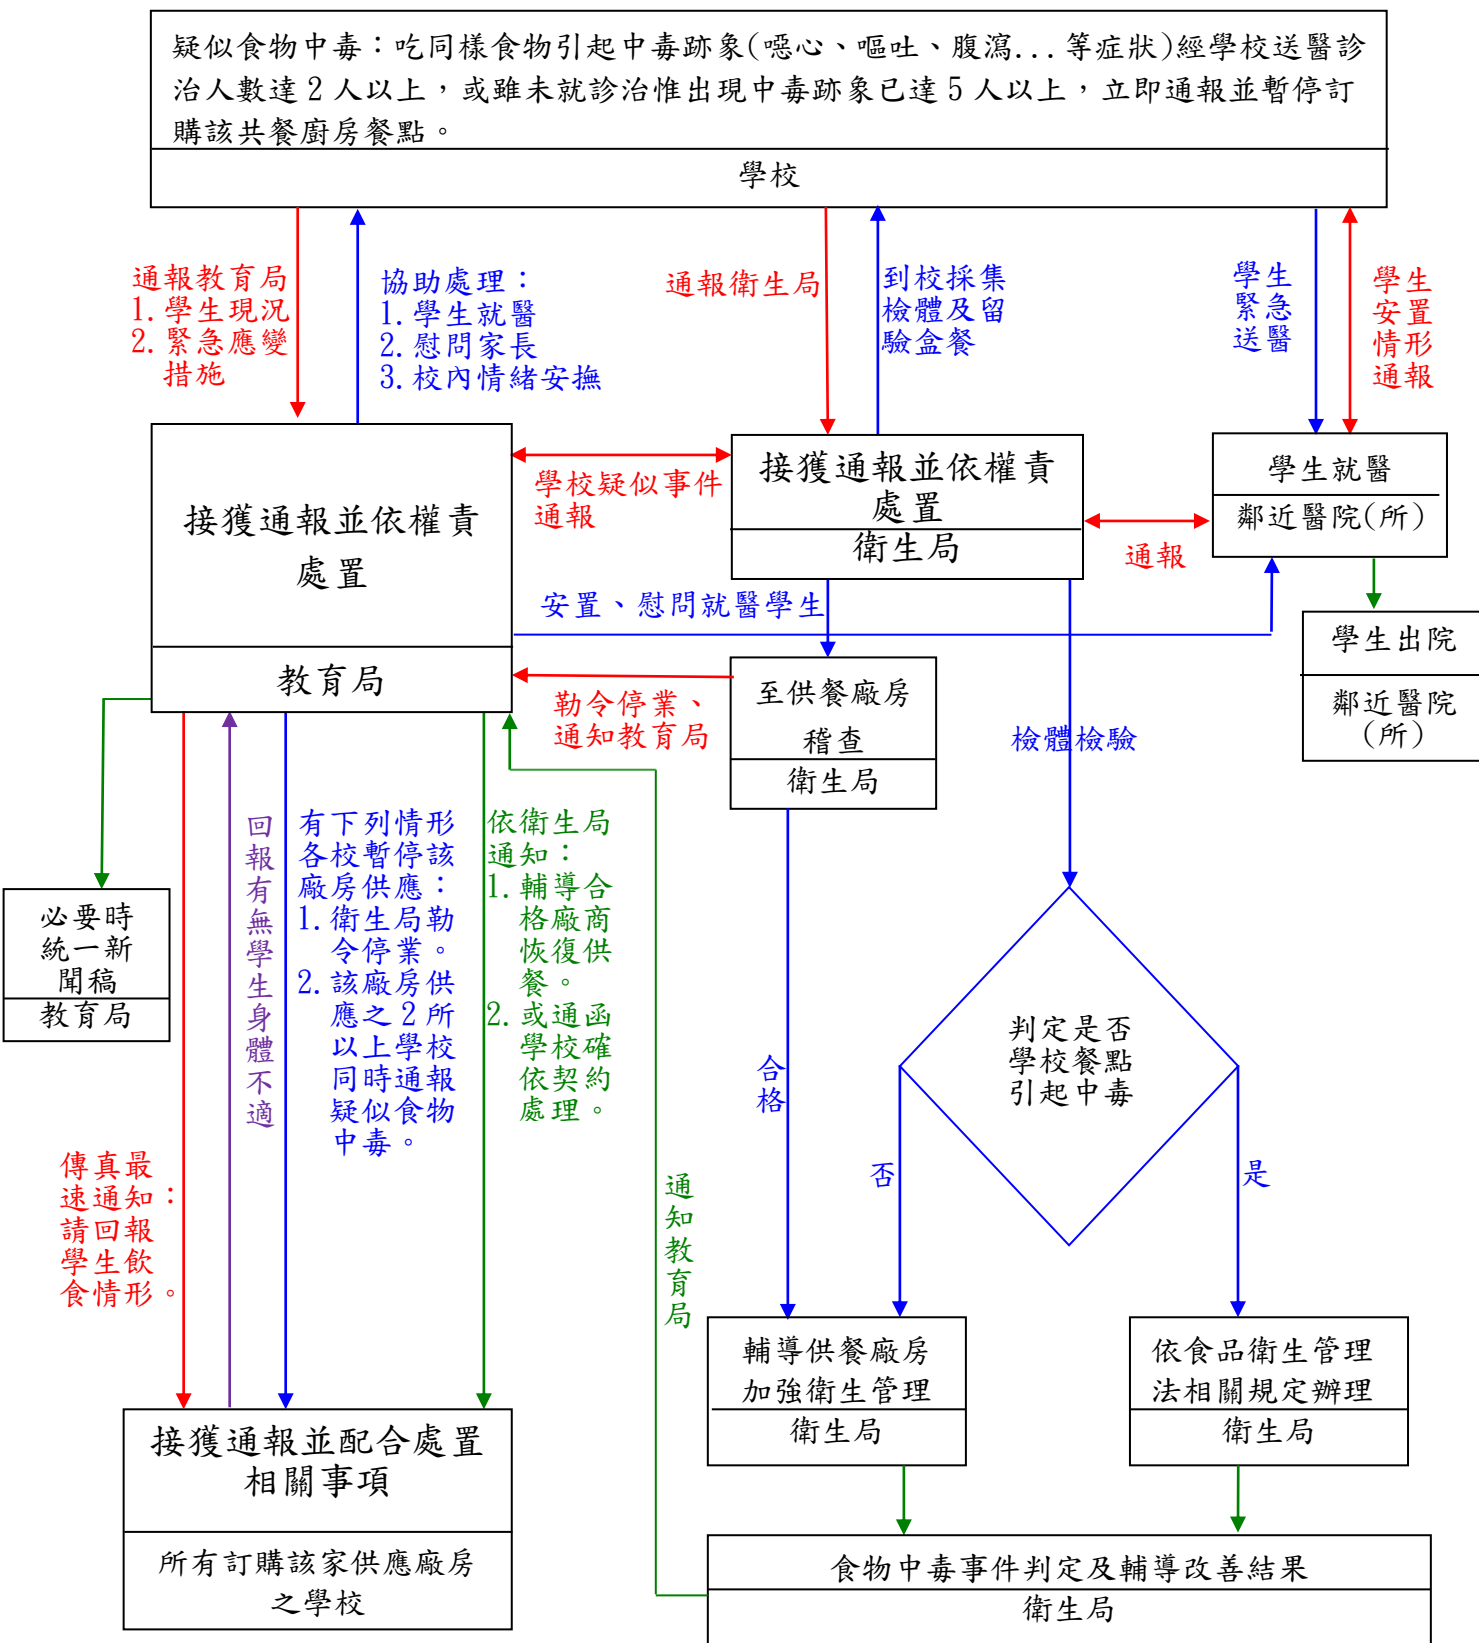 疑似食物中毒：吃同樣食物引起中毒跡象(噁心、嘔吐、腹瀉...等症狀)經學校送醫診
治人數達2人以上，或雖未就診治惟出現中毒跡象已達5人以上，立即通報並暫停訂
購該共餐廚房餐點。
學校
通報教育局
1.學生現況
2.緊急應變
措施
協助處理：
1.學生就醫
2.慰問家長
3.校內情緒安撫
通報衛生局
到校採集
檢體及留
驗盒餐
學生
緊急
送醫
學生
安置
情形
通報
接獲通報並依權責
處置
教育局
學校疑似事件
通報
接獲通報並依權責
處置
衛生局
通報
學生就醫
鄰近醫院(所)
安置、慰問就醫學生
學生出院
鄰近醫院
(所)
勒令停業、
通知教育局
至供餐廠房
稽查
衛生局
檢體檢驗
必要時
統一新
聞稿
教育局
回報有無學生身體不適
有下列情形
各校暫停該
廠房供應：
1.衛生局勒
令停業。
2.該廠房供
應之2所
以上學校
同時通報
疑似食物
中毒。
依衛生局
通知：
1.輔導合
格廠商
恢復供
餐。
2.或通函
學校確
依契約
處理。
傳真最
速通知：
請回報
學生飲
食情形。
通知教育局
合格
判定是否
學校餐點
引起中毒
否
是
輔導供餐廠房
加強衛生管理
衛生局
依食品衛生管理
法相關規定辦理
衛生局
接獲通報並配合處置
相關事項
所有訂購該家供應廠房
之學校
食物中毒事件判定及輔導改善結果
衛生局